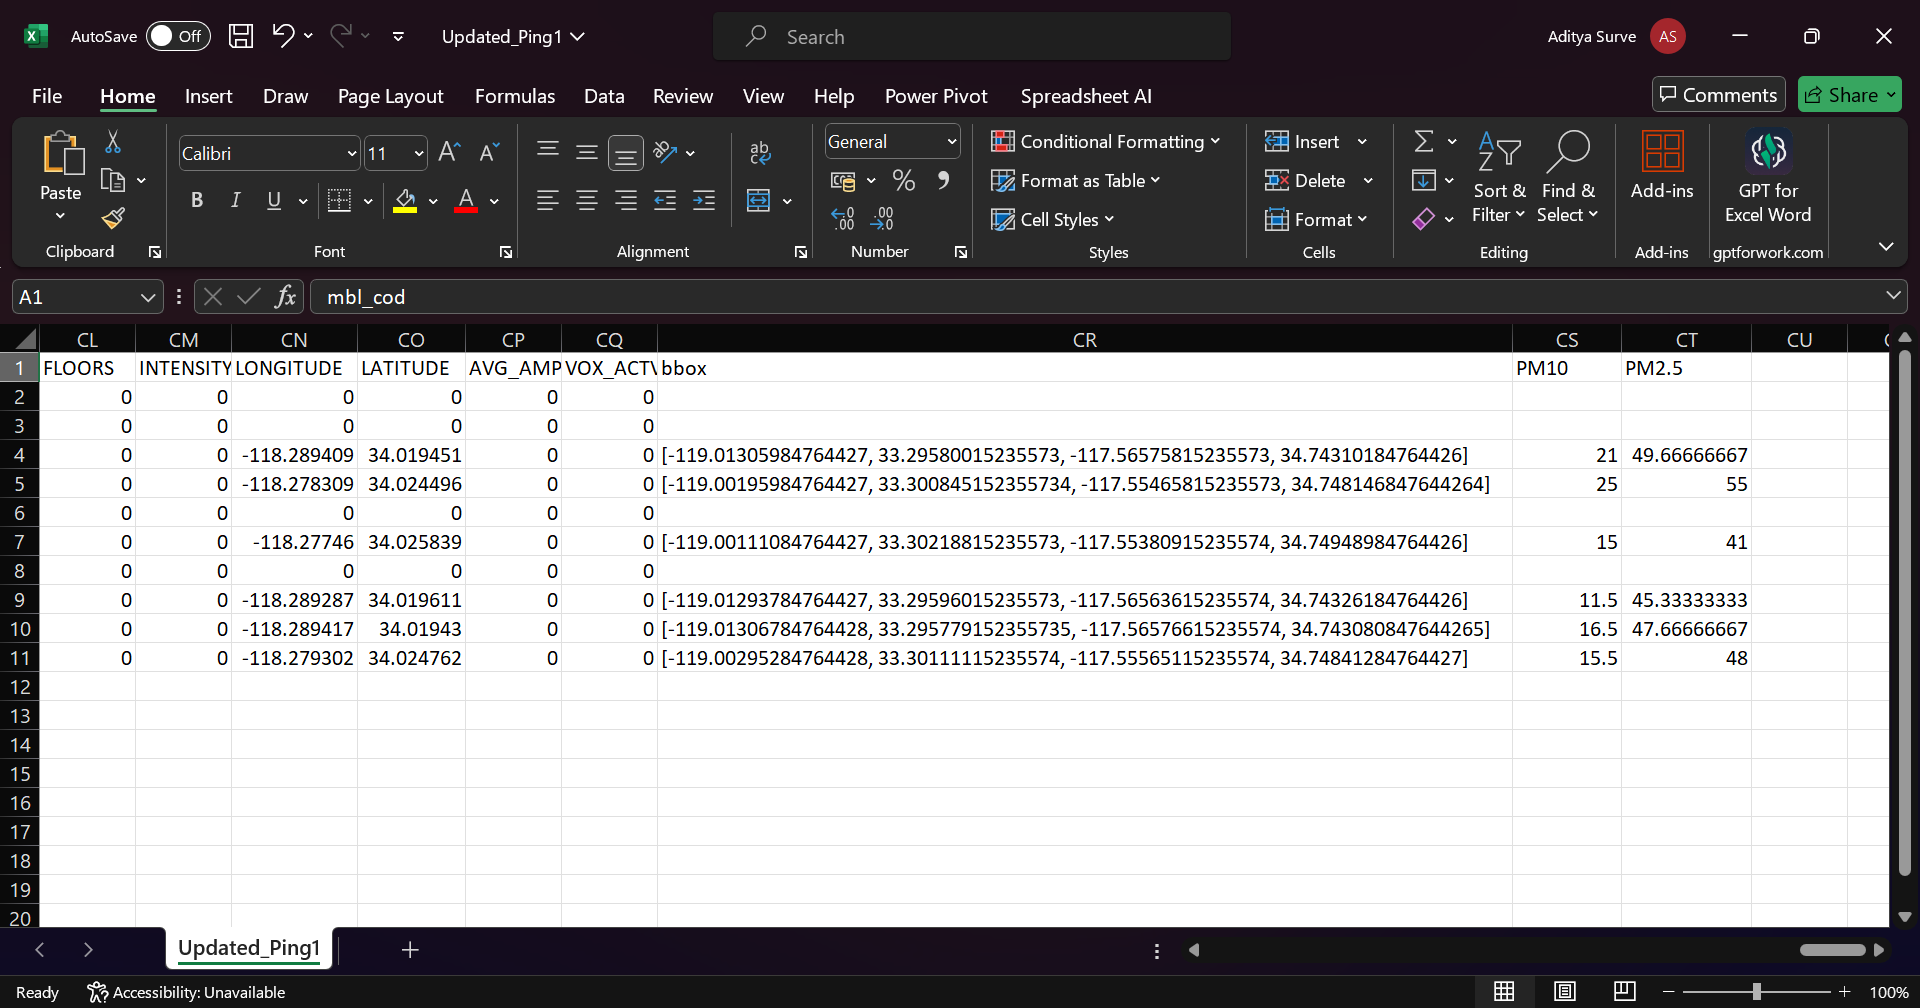 AutoSave Off Updated_Ping1 Search Aditya Surve AS
File Home Insert Draw Page Layout Formulas Data Review View Help Power Pivot Spreadsheet AI Comments Share
Paste
Clipboard
Calibri 11
B I U A
Font
Alignment
General
Number
Conditional Formatting
Format as Table
Cell Styles
Styles
Insert
Delete
Format
Cells
Sort & Filter
Find & Select
Editing
Add-ins
Add-ins
GPT for Excel Word
gptforwork.com
A1 fx mbl_cod
CL CM CN CO CP CQ CR CS CT CU
1 FLOORS INTENSITY LONGITUDE LATITUDE AVG_AMP VOX_ACTV bbox PM10 PM2.5
2 0 0 0 0 0 0
3 0 0 0 0 0 0
4 0 0 -118.289409 34.019451 0 0 [-119.01305984764427, 33.29580015235573, -117.56575815235573, 34.74310184764426] 21 49.66666667
5 0 0 -118.278309 34.024496 0 0 [-119.00195984764427, 33.300845152355734, -117.55465815235573, 34.748146847644264] 25 55
6 0 0 0 0 0 0
7 0 0 -118.27746 34.025839 0 0 [-119.00111084764427, 33.30218815235573, -117.55380915235574, 34.74948984764426] 15 41
8 0 0 0 0 0 0
9 0 0 -118.289287 34.019611 0 0 [-119.01293784764427, 33.29596015235573, -117.56563615235574, 34.74326184764426] 11.5 45.33333333
10 0 0 -118.289417 34.01943 0 0 [-119.01306784764428, 33.295779152355735, -117.56576615235574, 34.743080847644265] 16.5 47.66666667
11 0 0 -118.279302 34.024762 0 0 [-119.00295284764428, 33.30111115235574, -117.55565115235574, 34.74841284764427] 15.5 48
12
13
14
15
16
17
18
19
20
Updated_Ping1
Ready Accessibility: Unavailable 100%